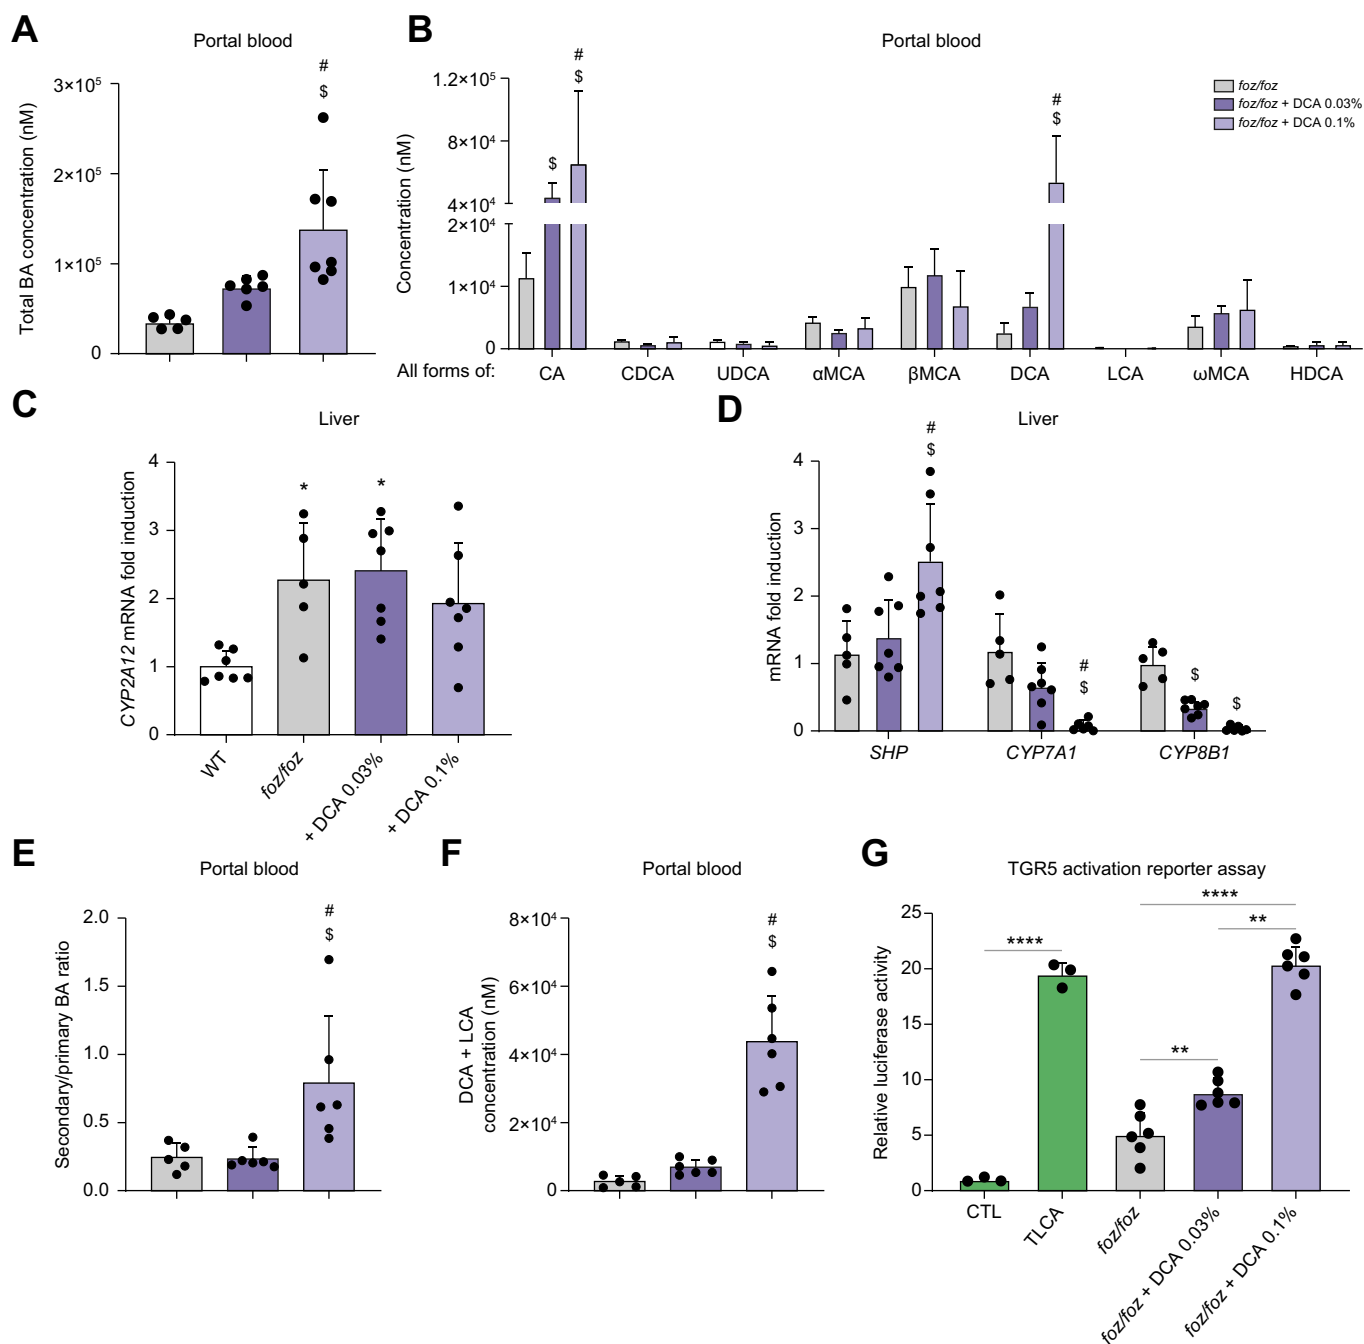 A
Portal blood
#
$
Total BA concentration (nM)
3×10⁵
2×10⁵
1×10⁵
0
B
Portal blood
foz/foz
foz/foz + DCA 0.03%
foz/foz + DCA 0.1%
Concentration (nM)
1.2×10⁵
8×10⁴
4×10⁴
2×10⁴
1×10⁴
0
$
#
$
#
$
All forms of: CA CDCA UDCA αMCA βMCA DCA LCA ωMCA HDCA
C
Liver
CYP2A12 mRNA fold induction
4
3
2
1
0
*
*
WT
foz/foz
+ DCA 0.03%
+ DCA 0.1%
D
Liver
mRNA fold induction
4
3
2
1
0
#
$
#
$
$
$
SHP CYP7A1 CYP8B1
E
Portal blood
Secondary/primary BA ratio
2.0
1.5
1.0
0.5
0.0
#
$
F
Portal blood
DCA + LCA
concentration (nM)
8×10⁴
6×10⁴
4×10⁴
2×10⁴
0
#
$
G
TGR5 activation reporter assay
Relative luciferase activity
25
20
15
10
5
0
****
****
**
**
CTL
TLCA
foz/foz
foz/foz + DCA 0.03%
foz/foz + DCA 0.1%